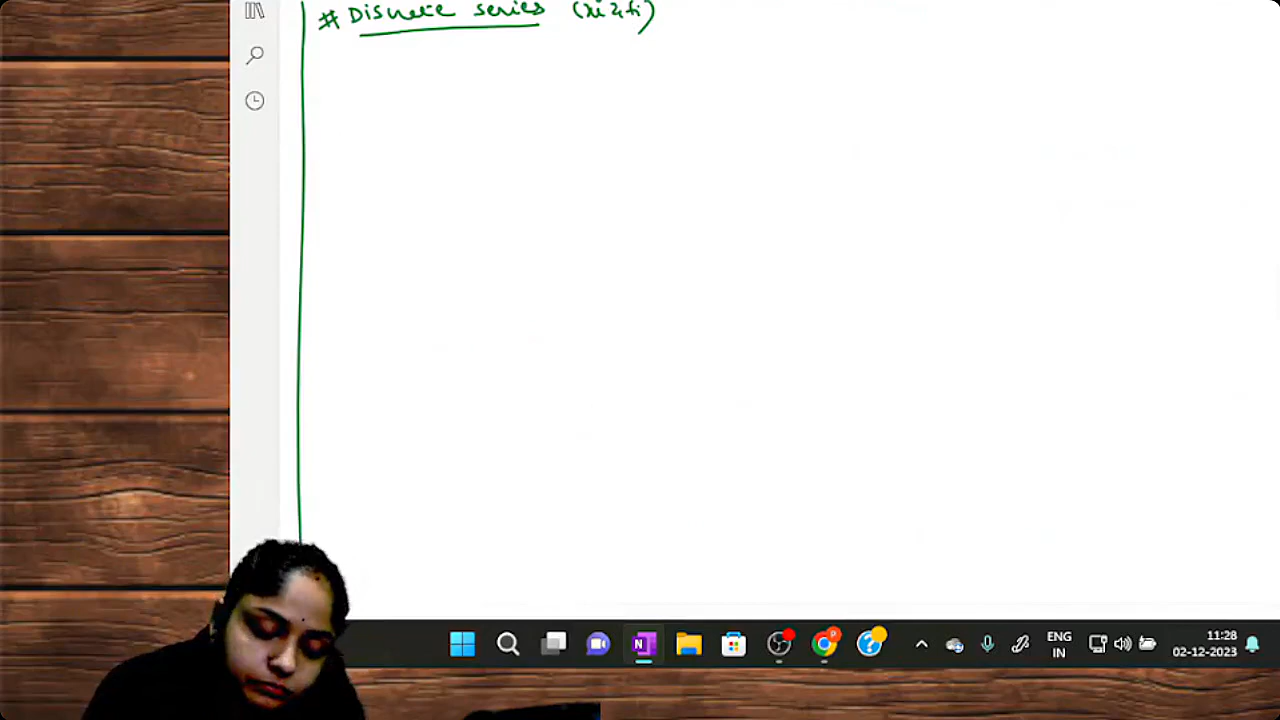 # Discrete series (xi & fi)
ENG
IN
11:28
02-12-2023